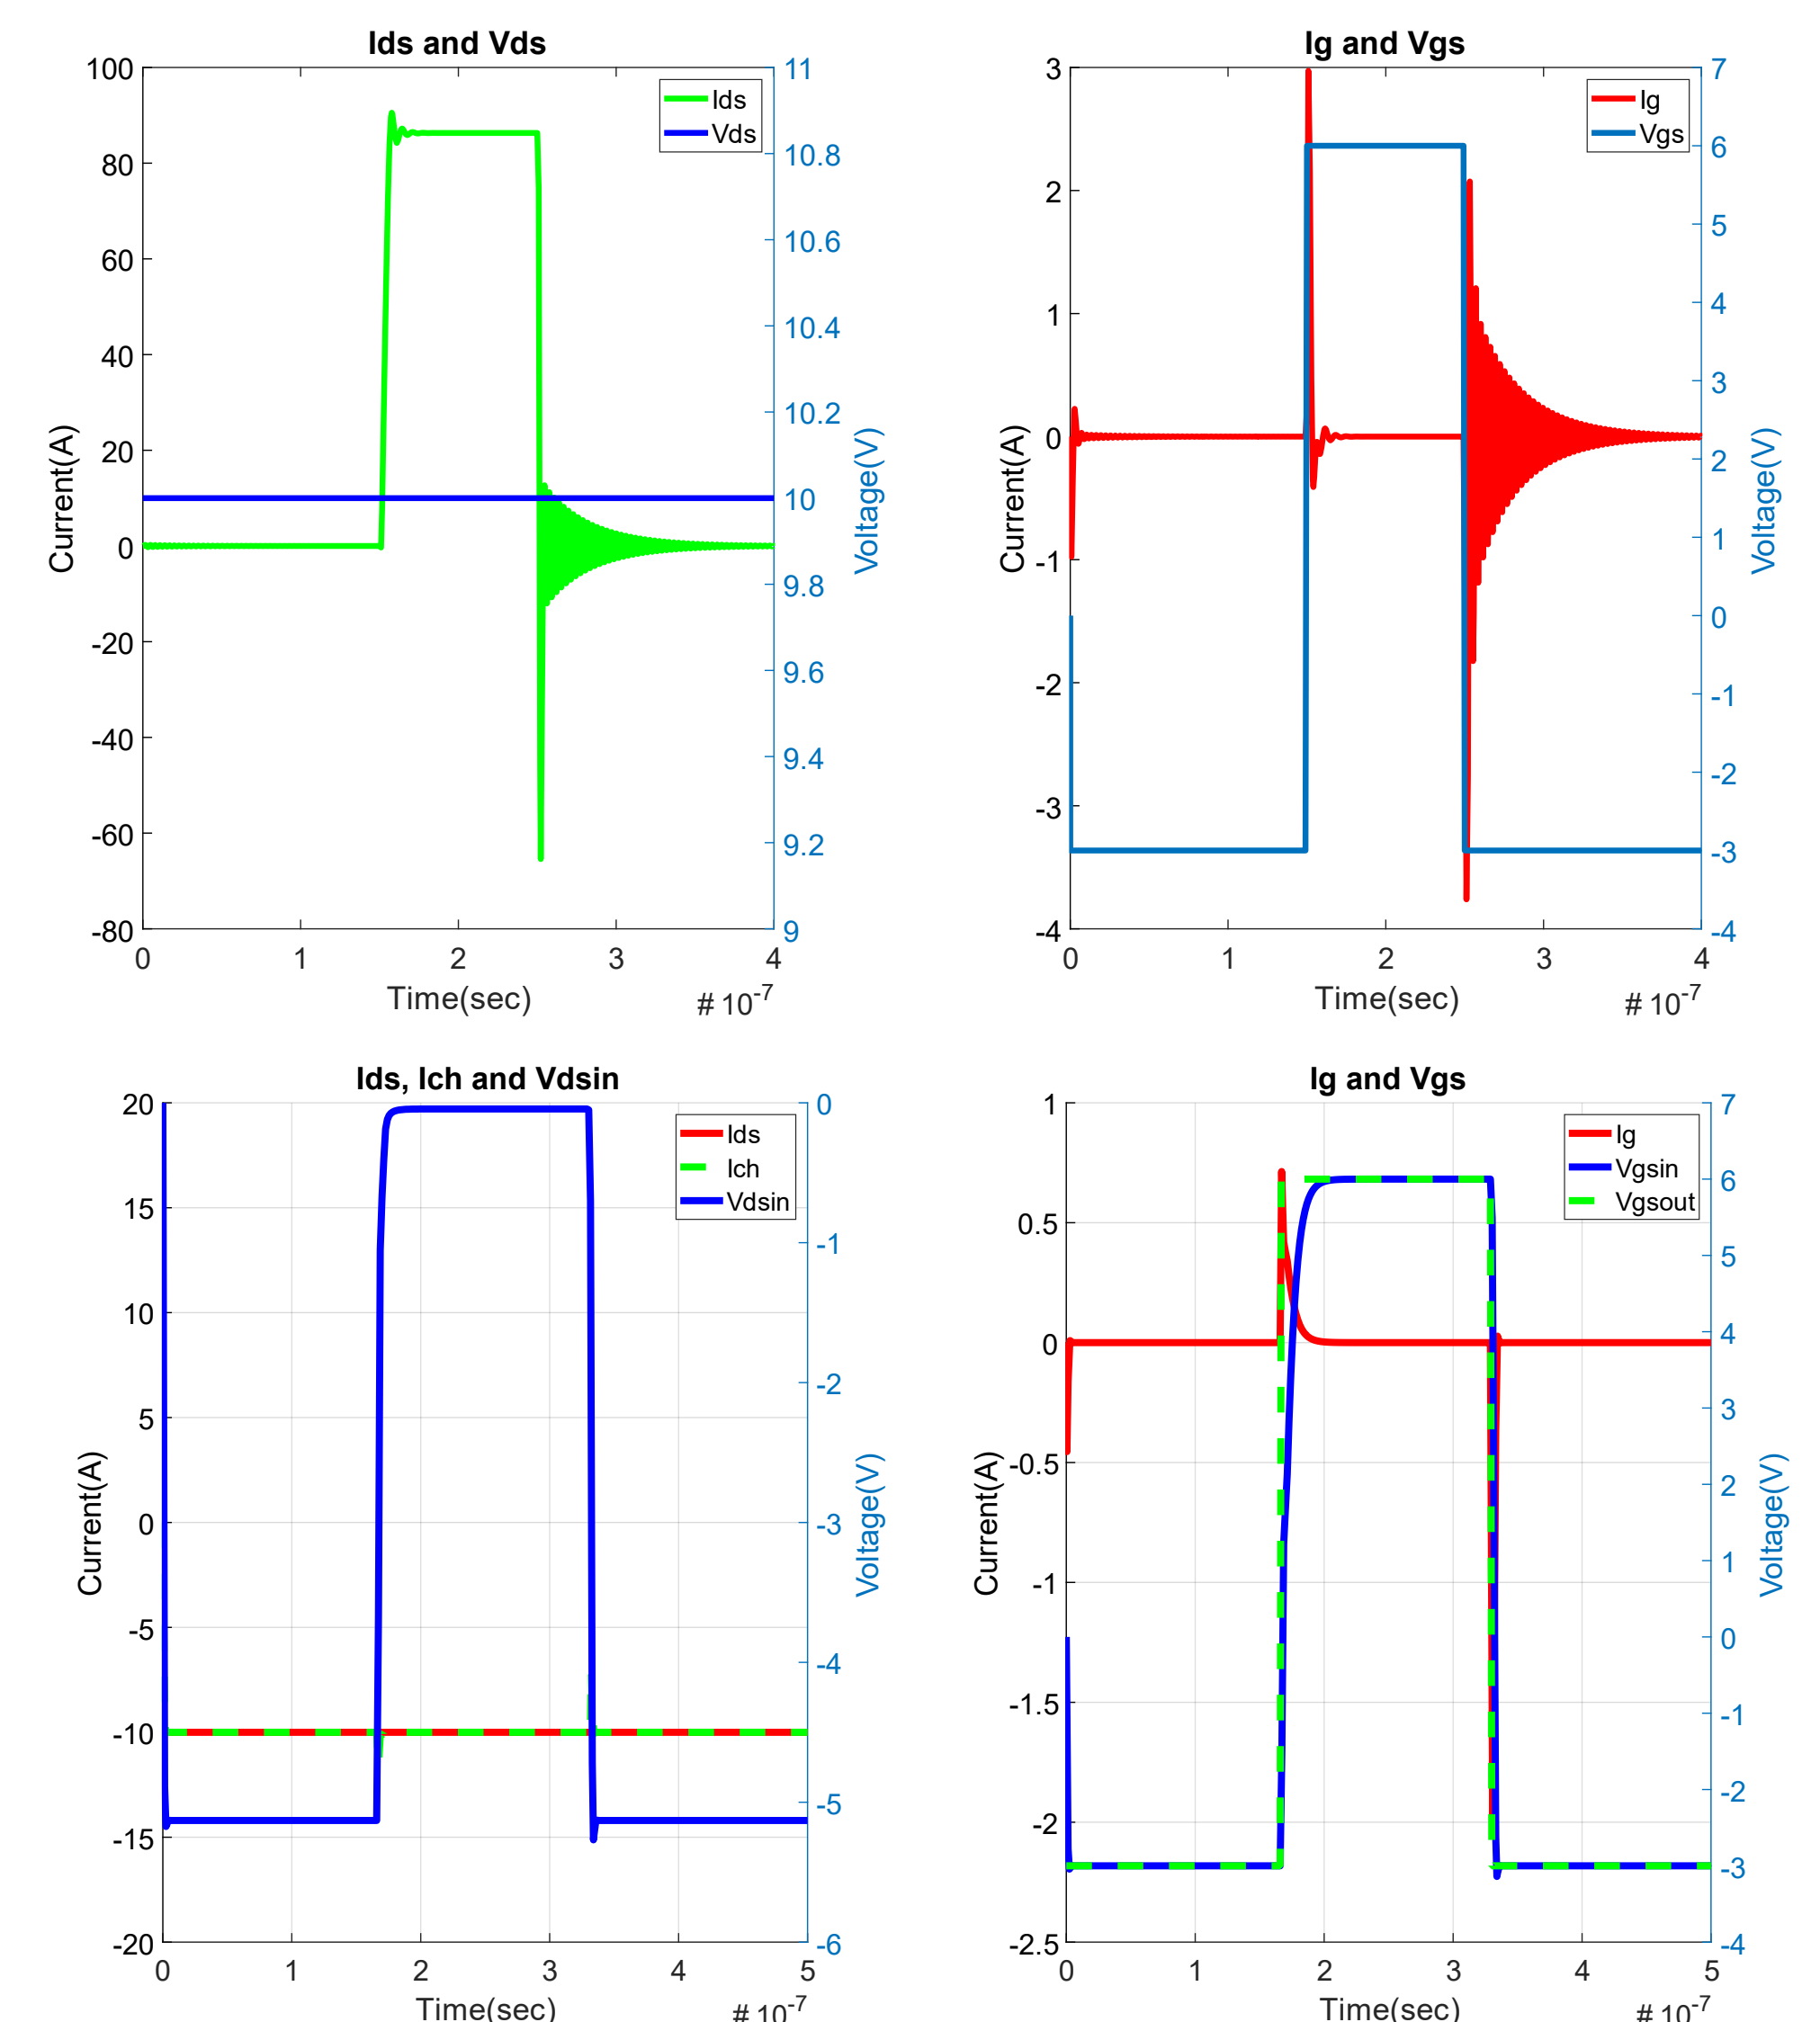 Ids and Vds
100
80
60
40
20
0
-20
-40
-60
-80
Current(A)
11
10.8
10.6
10.4
10.2
10
9.8
9.6
9.4
9.2
9
Voltage(V)
Ids
Vds
0 1 2 3 4
Time(sec)
# 10-7
Ig and Vgs
3
2
1
0
-1
-2
-3
-4
Current(A)
7
6
5
4
3
2
1
0
-1
-2
-3
-4
Voltage(V)
Ig
Vgs
0 1 2 3 4
Time(sec)
# 10-7
Ids, Ich and Vdsin
20
15
10
5
0
-5
-10
-15
-20
Current(A)
0
-1
-2
-3
-4
-5
-6
Voltage(V)
Ids
Ich
Vdsin
0 1 2 3 4 5
Time(sec)
# 10-7
Ig and Vgs
1
0.5
0
-0.5
-1
-1.5
-2
-2.5
Current(A)
7
6
5
4
3
2
1
0
-1
-2
-3
-4
Voltage(V)
Ig
Vgsin
Vgsout
0 1 2 3 4 5
Time(sec)
# 10-7